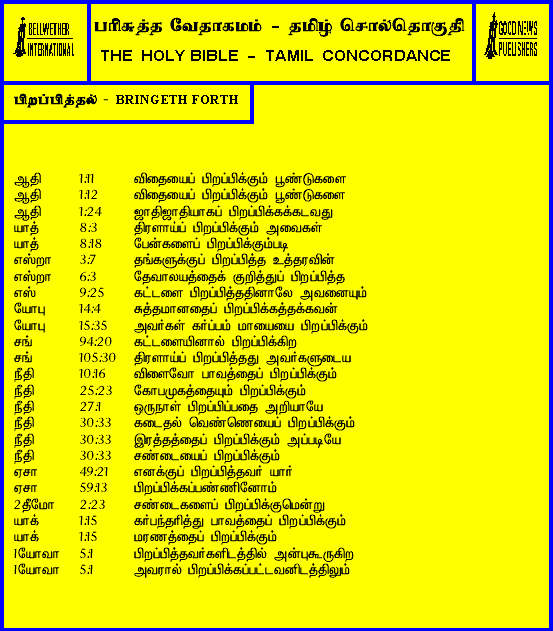 BELLWETHER
INTERNATIONAL
பரிசுத்த வேதாகமம் - தமிழ் சொல்தொகுதி
THE HOLY BIBLE - TAMIL CONCORDANCE
GOOD NEWS
PUBLISHERS
பிறப்பித்தல் - BRINGETH FORTH
ஆதி 1:11 விதையைப் பிறப்பிக்கும் பூண்டுகளை
ஆதி 1:12 விதையைப் பிறப்பிக்கும் பூண்டுகளை
ஆதி 1:24 ஜாதிஜாதியாகப் பிறப்பிக்கக்கடவது
யாத் 8:3 திரளாய்ப் பிறப்பிக்கும் அவைகள்
யாத் 8:18 பேன்களைப் பிறப்பிக்கும்படி
எஸ்றா 3:7 தங்களுக்குப் பிறப்பித்த உத்தரவின்
எஸ்றா 6:3 தேவாலயத்தைக் குறித்துப் பிறப்பித்த
எஸ் 9:25 கட்டளை பிறப்பித்ததினாலே அவனையும்
யோபு 14:4 சுத்தமானதைப் பிறப்பிக்கத்தக்கவன்
யோபு 15:35 அவர்கள் கர்ப்பம் மாயையை பிறப்பிக்கும்
சங் 94:20 கட்டளையினால் பிறப்பிக்கிற
சங் 105:30 திரளாய்ப் பிறப்பித்தது அவர்களுடைய
நீதி 10:16 விளைவோ பாவத்தைப் பிறப்பிக்கும்
நீதி 25:23 கோபமுகத்தையும் பிறப்பிக்கும்
நீதி 27:1 ஒருநாள் பிறப்பிப்பதை அறியாயே
நீதி 30:33 கடைதல் வெண்ணெயைப் பிறப்பிக்கும்
நீதி 30:33 இரத்தத்தைப் பிறப்பிக்கும் அப்படியே
நீதி 30:33 சண்டையைப் பிறப்பிக்கும்
ஏசா 49:21 எனக்குப் பிறப்பித்தவர் யார்
ஏசா 59:13 பிறப்பிக்கப்பண்ணினோம்
2தீமோ 2:23 சண்டைகளைப் பிறப்பிக்குமென்று
யாக் 1:15 கர்பந்தரித்து பாவத்தைப் பிறப்பிக்கும்
யாக் 1:15 மரணத்தைப் பிறப்பிக்கும்
1யோவா 5:1 பிறப்பித்தவர்களிடத்தில் அன்புகூருகிற
1யோவா 5:1 அவரால் பிறப்பிக்கப்பட்டவனிடத்திலும்